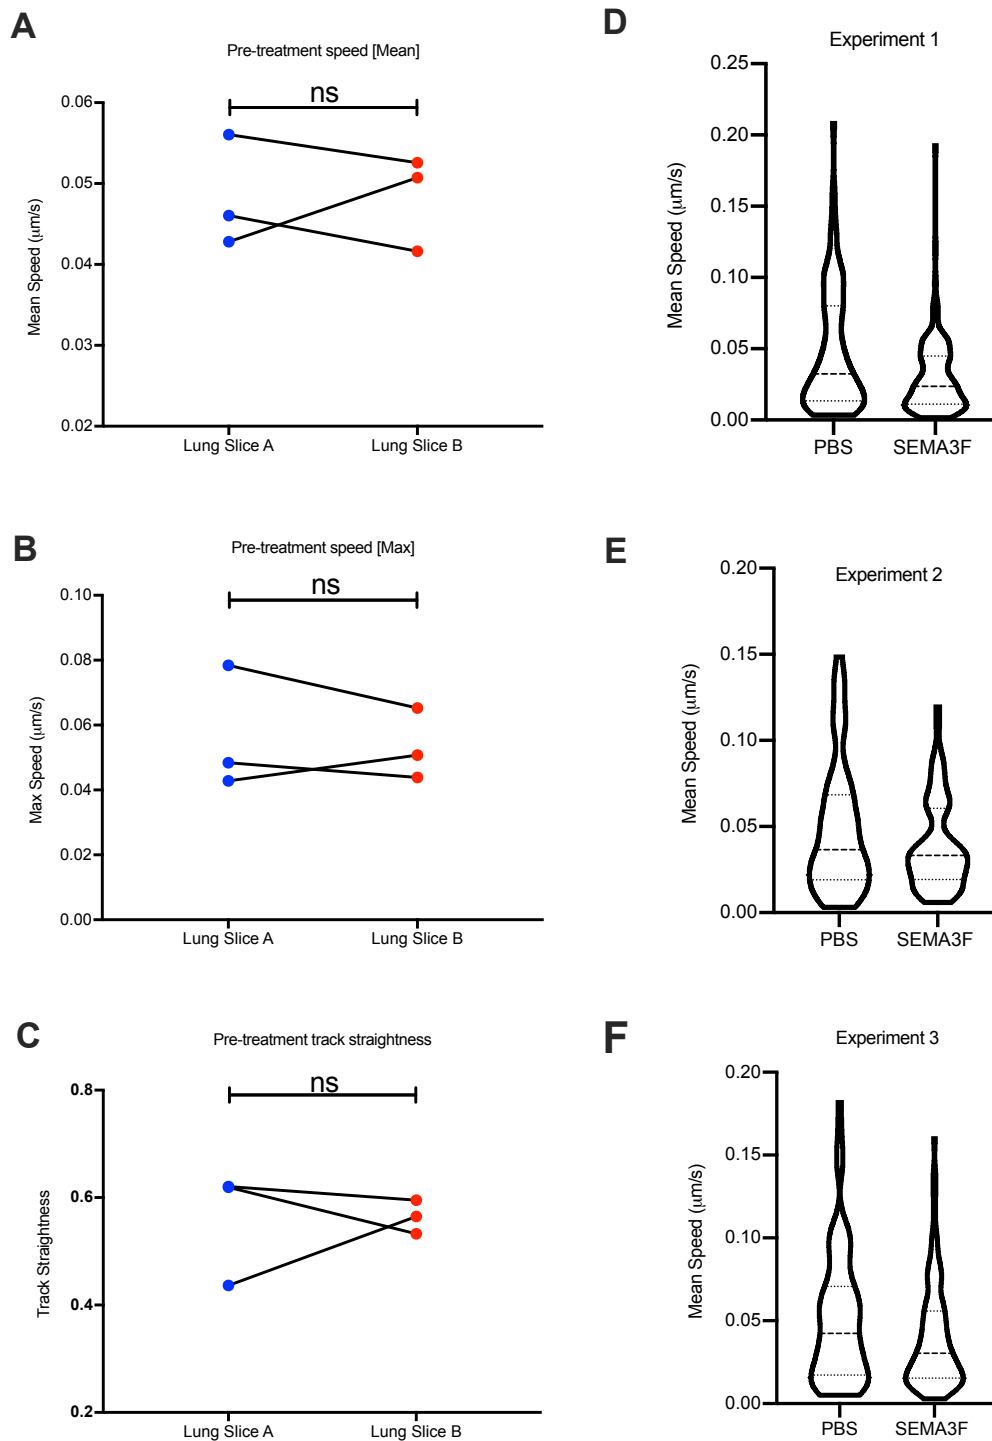 A
Pre-treatment speed [Mean]
ns
Mean Speed (μm/s)
0.06
0.05
0.04
0.03
0.02
Lung Slice A
Lung Slice B
B
Pre-treatment speed [Max]
ns
Max Speed (μm/s)
0.10
0.08
0.06
0.04
0.02
0.00
Lung Slice A
Lung Slice B
C
Pre-treatment track straightness
ns
Track Straightness
0.8
0.6
0.4
0.2
Lung Slice A
Lung Slice B
D
Experiment 1
Mean Speed (μm/s)
0.25
0.20
0.15
0.10
0.05
0.00
PBS
SEMA3F
E
Experiment 2
Mean Speed (μm/s)
0.20
0.15
0.10
0.05
0.00
PBS
SEMA3F
F
Experiment 3
Mean Speed (μm/s)
0.20
0.15
0.10
0.05
0.00
PBS
SEMA3F